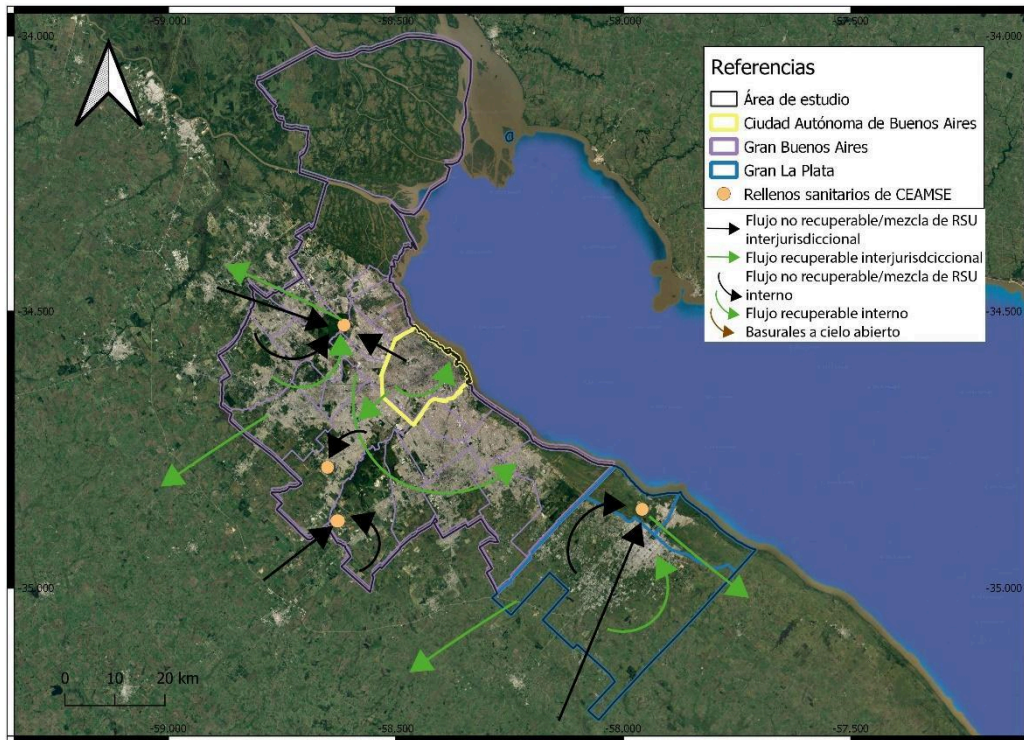 -59.000
-58.500
-58.000
-57.500
-34.000
-34.000
Referencias
Área de estudio
Ciudad Autónoma de Buenos Aires
Gran Buenos Aires
Gran La Plata
Rellenos sanitarios de CEAMSE
Flujo no recuperable/mezcla de RSU
interjurisdiccional
Flujo recuperable interjurisdcciccional
Flujo no recuperable/mezcla de RSU
interno
Flujo recuperable interno
Basurales a cielo abierto
-34.500
-34.500
-35.000
-35.000
0 10 20 km
-59.000
-58.500
-58.000
-57.500